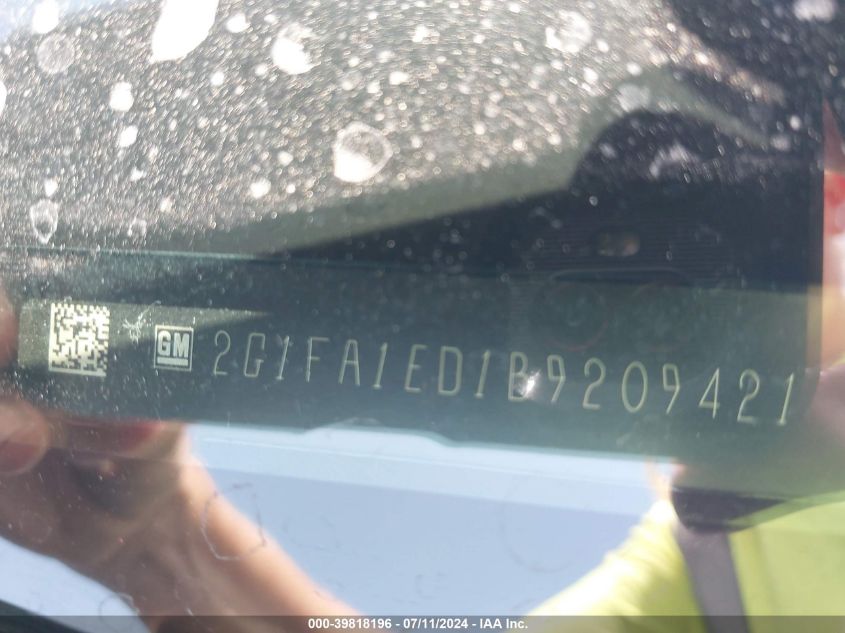 GM 2G1FA1ED1B9209421
000-39818196 - 07/11/2024 - IAA Inc.